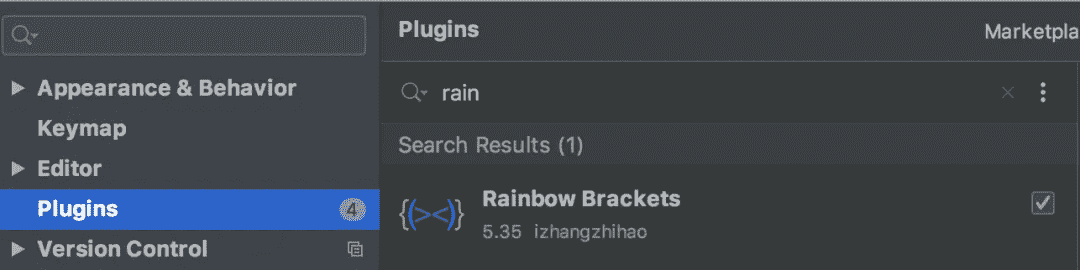 Plugins
Marketpla
Appearance & Behavior
Keymap
Editor
Plugins 4
Version Control
rain
Search Results (1)
Rainbow Brackets
5.35 izhangzhihao